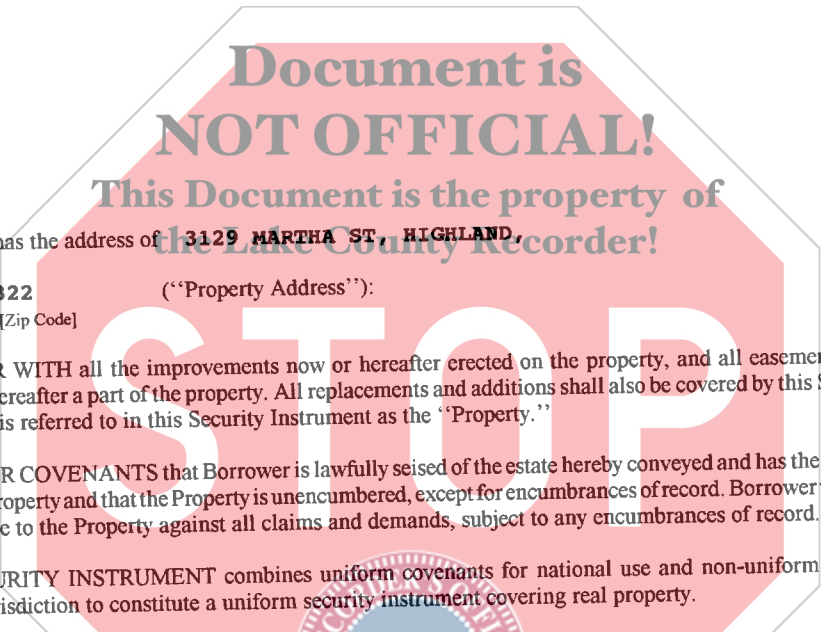 Document is
NOT OFFICIAL!
This Document is the property of
the Lake County Recorder!
has the address of 3129 MARTHA ST, HIGHLAND,
322 ("Property Address"):
[Zip Code]
STOP
R WITH all the improvements now or hereafter erected on the property, and all easeme
ereafter a part of the property. All replacements and additions shall also be covered by this S
is referred to in this Security Instrument as the "Property."
R COVENANTS that Borrower is lawfully seised of the estate hereby conveyed and has the
roperty and that the Property is unencumbered, except for encumbrances of record. Borrower
e to the Property against all claims and demands, subject to any encumbrances of record.
URITY INSTRUMENT combines uniform covenants for national use and non-uniform
risdiction to constitute a uniform security instrument covering real property.